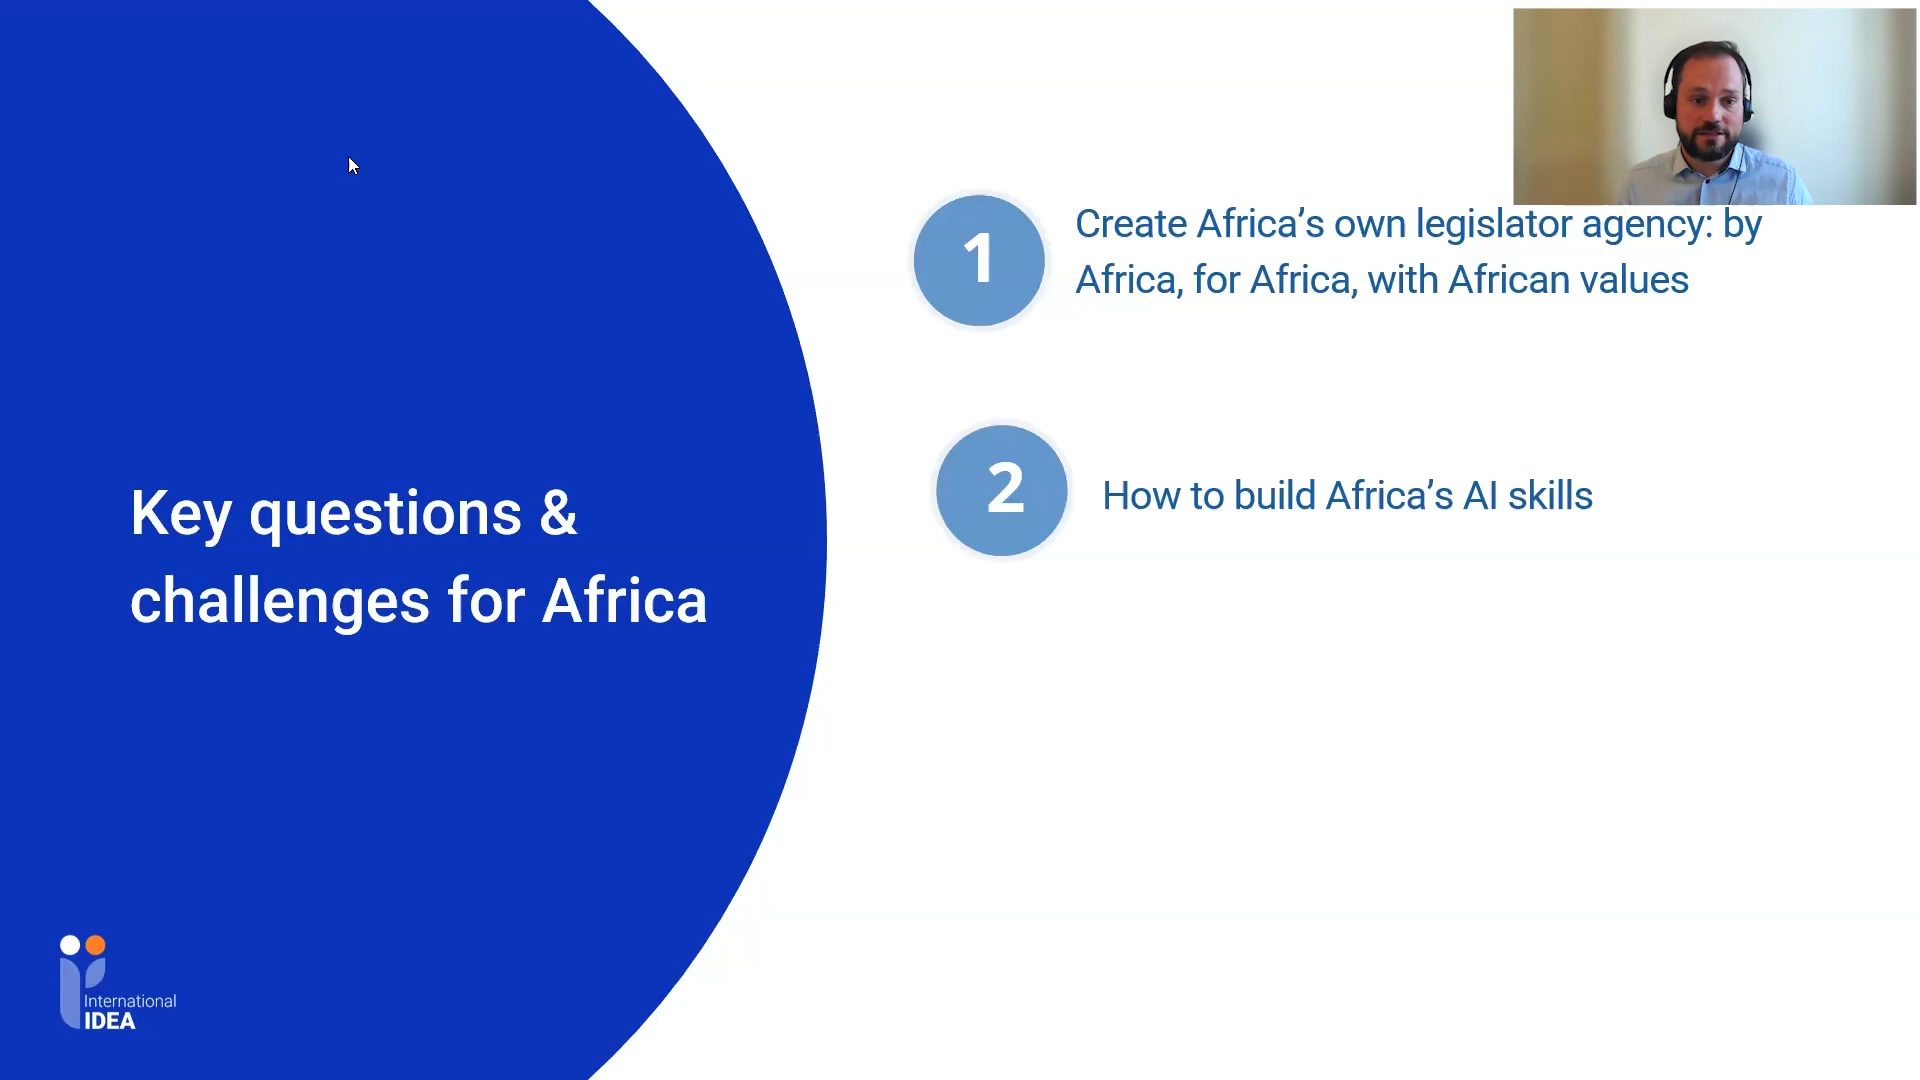 Key questions &
challenges for Africa
1
Create Africa’s own legislator agency: by
Africa, for Africa, with African values
2
How to build Africa’s AI skills
International
IDEA